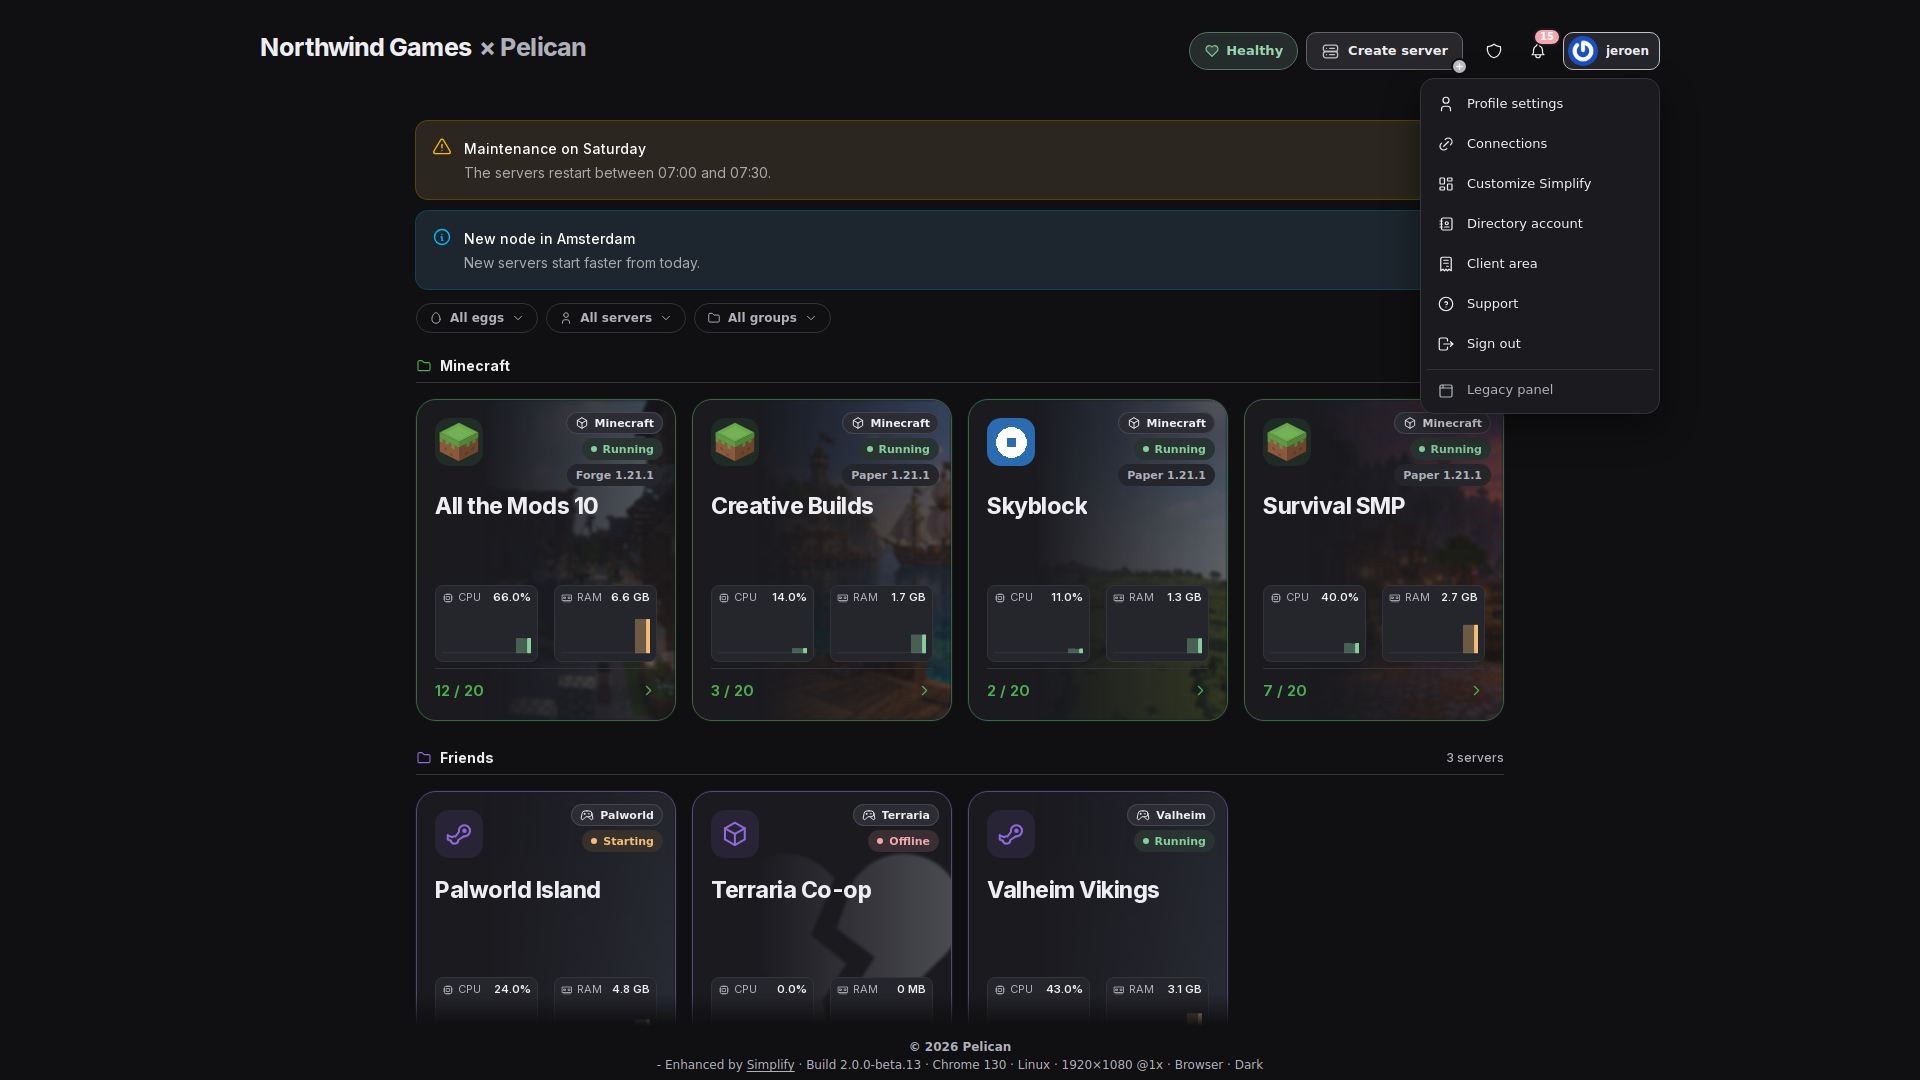 Northwind Games × Pelican
Healthy
Create server
15
jeroen
Profile settings
Connections
Customize Simplify
Directory account
Client area
Support
Sign out
Legacy panel
Maintenance on Saturday
The servers restart between 07:00 and 07:30.
New node in Amsterdam
New servers start faster from today.
All eggs
All servers
All groups
Minecraft
Minecraft
Running
Forge 1.21.1
All the Mods 10
CPU 66.0%
RAM 6.6 GB
12 / 20
Minecraft
Running
Paper 1.21.1
Creative Builds
CPU 14.0%
RAM 1.7 GB
3 / 20
Minecraft
Running
Paper 1.21.1
Skyblock
CPU 11.0%
RAM 1.3 GB
2 / 20
Minecraft
Running
Paper 1.21.1
Survival SMP
CPU 40.0%
RAM 2.7 GB
7 / 20
Friends
3 servers
Palworld
Starting
Palworld Island
CPU 24.0%
RAM 4.8 GB
Terraria
Offline
Terraria Co-op
CPU 0.0%
RAM 0 MB
Valheim
Running
Valheim Vikings
CPU 43.0%
RAM 3.1 GB
© 2026 Pelican
- Enhanced by Simplify · Build 2.0.0-beta.13 · Chrome 130 · Linux · 1920×1080 @1x · Browser · Dark